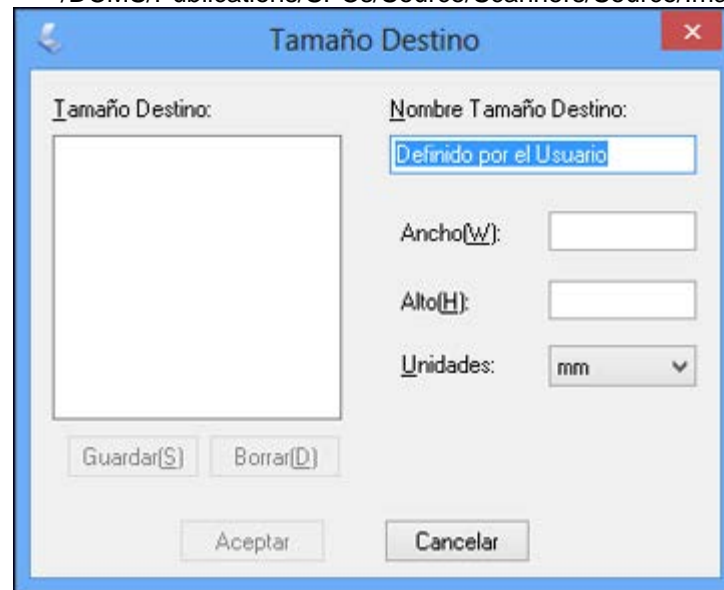 Tamaño Destino
Tamaño Destino:
Guardar(S)
Borrar(D)
Nombre Tamaño Destino:
Definido por el Usuario
Ancho(W):
Alto(H):
Unidades:
mm
Aceptar
Cancelar